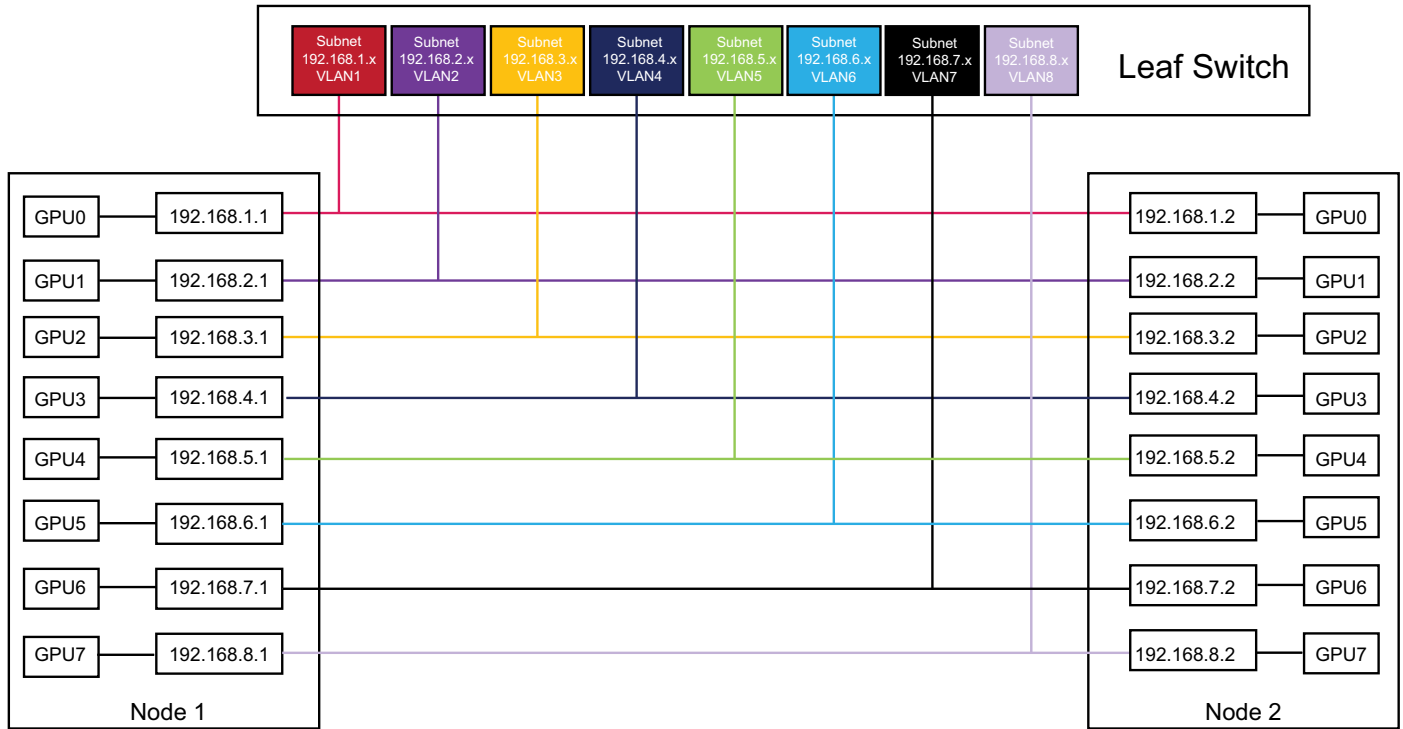 Subnet
192.168.1.x
VLAN1
Subnet
192.168.2.x
VLAN2
Subnet
192.168.3.x
VLAN3
Subnet
192.168.4.x
VLAN4
Subnet
192.168.5.x
VLAN5
Subnet
192.168.6.x
VLAN6
Subnet
192.168.7.x
VLAN7
Subnet
192.168.8.x
VLAN8
Leaf Switch
GPU0 192.168.1.1
GPU1 192.168.2.1
GPU2 192.168.3.1
GPU3 192.168.4.1
GPU4 192.168.5.1
GPU5 192.168.6.1
GPU6 192.168.7.1
GPU7 192.168.8.1
Node 1
192.168.1.2 GPU0
192.168.2.2 GPU1
192.168.3.2 GPU2
192.168.4.2 GPU3
192.168.5.2 GPU4
192.168.6.2 GPU5
192.168.7.2 GPU6
192.168.8.2 GPU7
Node 2